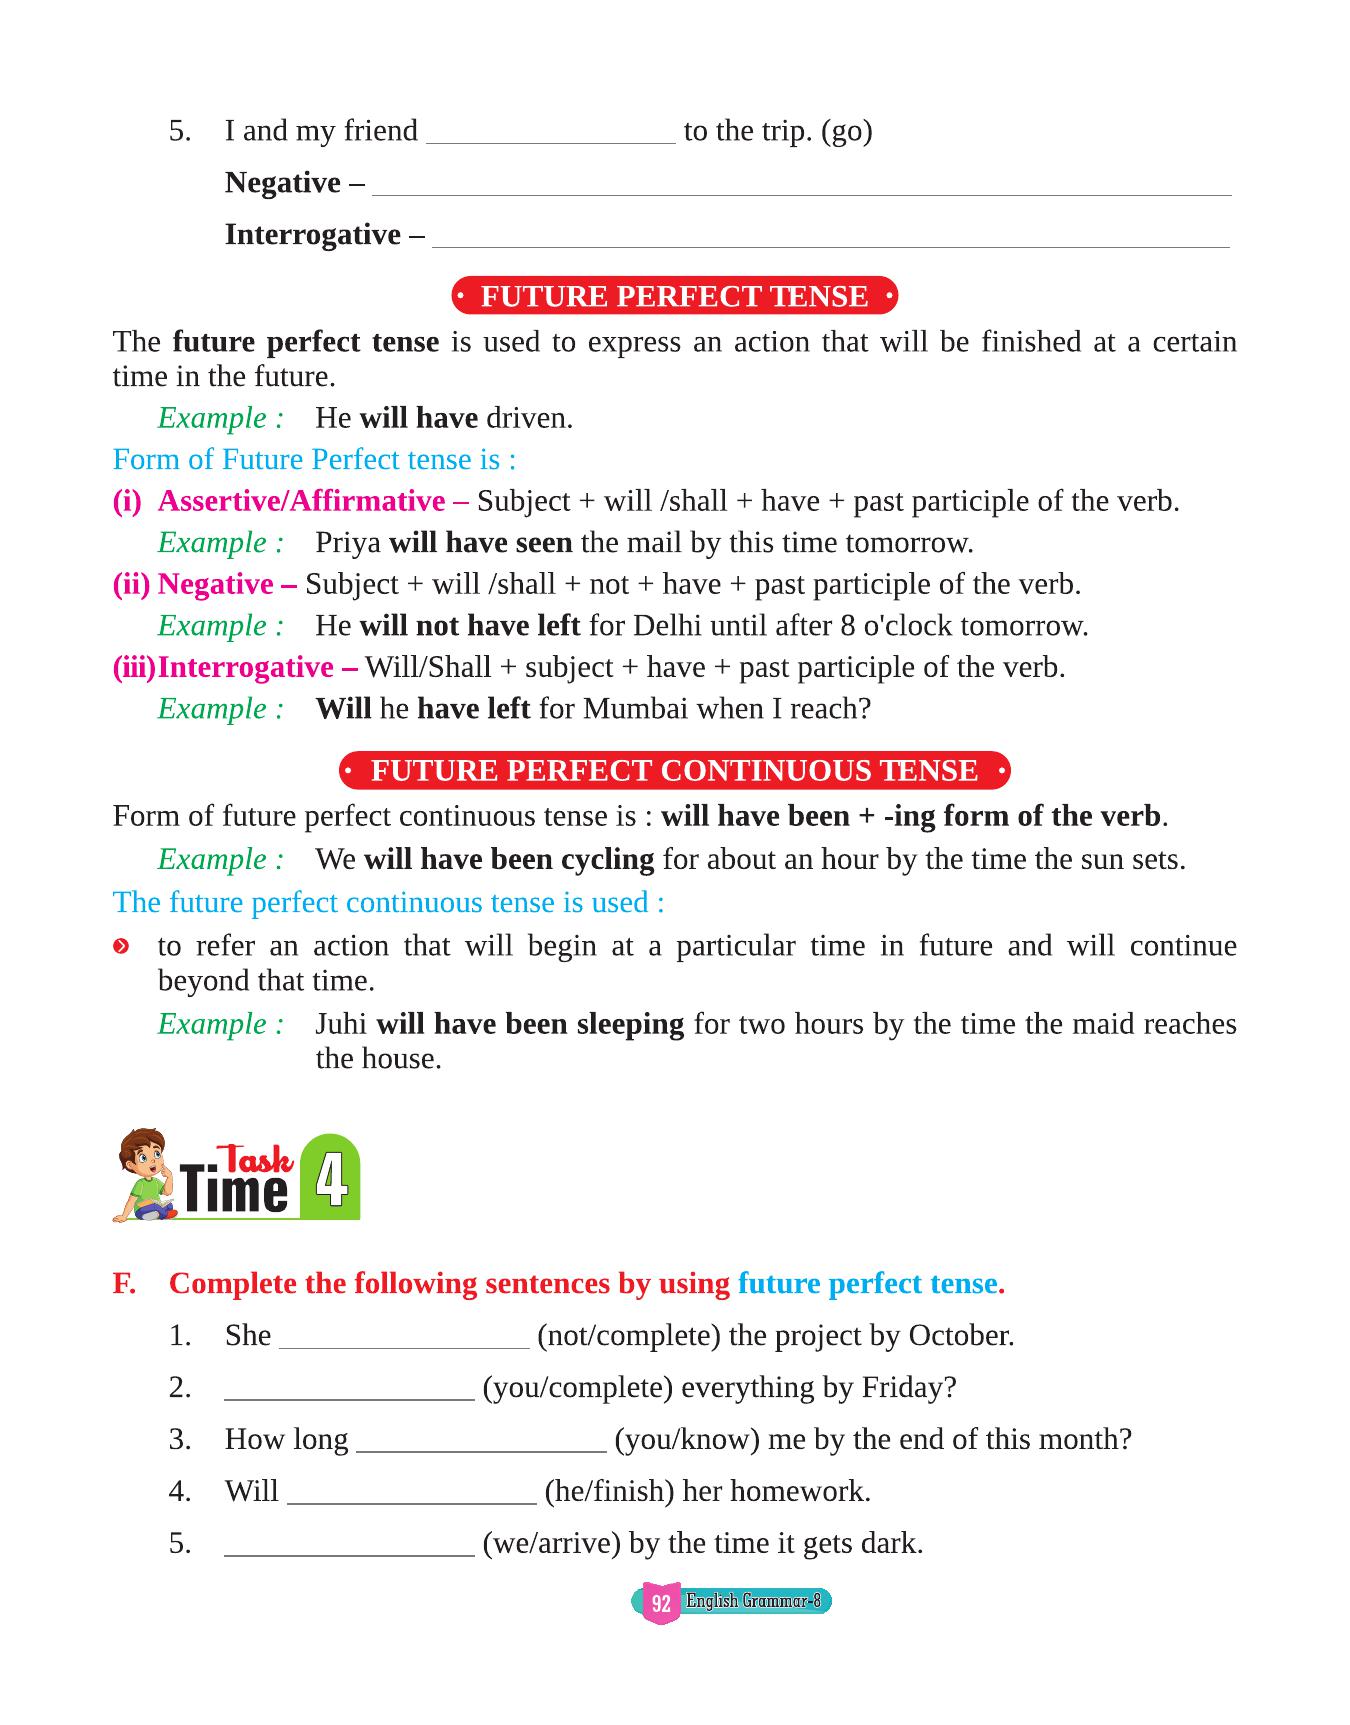 5. I and my friend ________________ to the trip. (go)
Negative – ________________
Interrogative – ________________
FUTURE PERFECT TENSE
The future perfect tense is used to express an action that will be finished at a certain
time in the future.
Example : He will have driven.
Form of Future Perfect tense is :
(i) Assertive/Affirmative – Subject + will /shall + have + past participle of the verb.
Example : Priya will have seen the mail by this time tomorrow.
(ii) Negative – Subject + will /shall + not + have + past participle of the verb.
Example : He will not have left for Delhi until after 8 o'clock tomorrow.
(iii) Interrogative – Will/Shall + subject + have + past participle of the verb.
Example : Will he have left for Mumbai when I reach?
FUTURE PERFECT CONTINUOUS TENSE
Form of future perfect continuous tense is : will have been + -ing form of the verb.
Example : We will have been cycling for about an hour by the time the sun sets.
The future perfect continuous tense is used :
to refer an action that will begin at a particular time in future and will continue
beyond that time.
Example : Juhi will have been sleeping for two hours by the time the maid reaches
the house.
Task
Time 4
F. Complete the following sentences by using future perfect tense.
1. She ________________ (not/complete) the project by October.
2. ________________ (you/complete) everything by Friday?
3. How long ________________ (you/know) me by the end of this month?
4. Will ________________ (he/finish) her homework.
5. ________________ (we/arrive) by the time it gets dark.
92 English Grammar-8